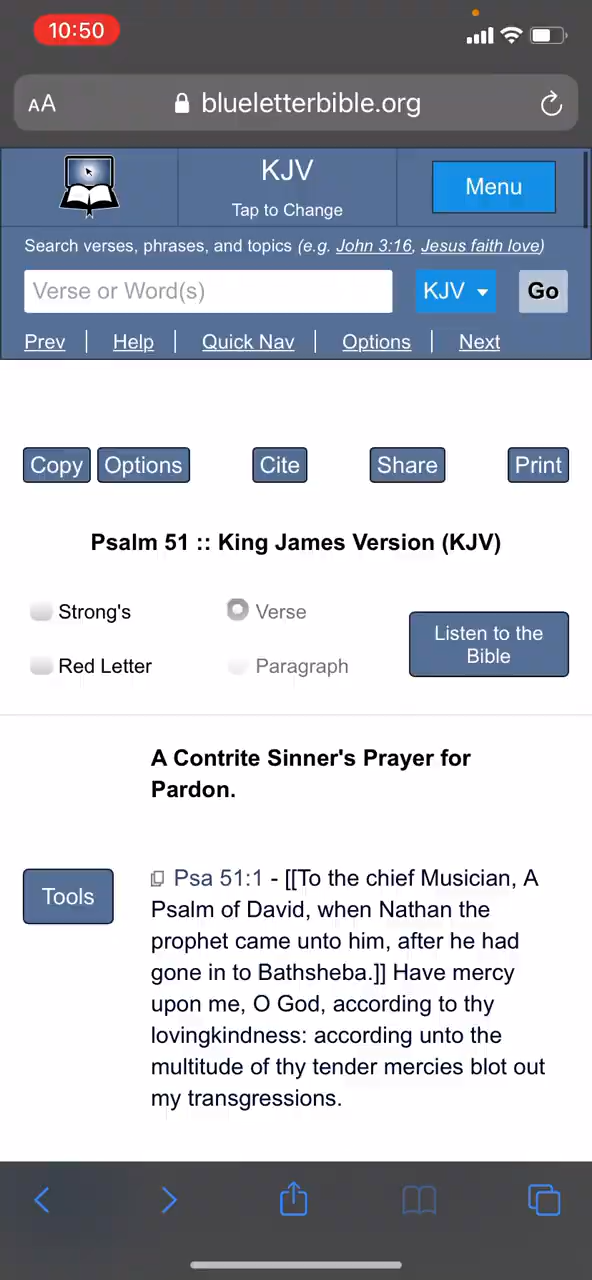 10:50
AA blueletterbible.org
KJV
Tap to Change
Menu
Search verses, phrases, and topics (e.g. John 3:16, Jesus faith love)
Verse or Word(s) KJV Go
Prev | Help | Quick Nav | Options | Next
Copy Options Cite Share Print
Psalm 51 :: King James Version (KJV)
Strong's Verse
Red Letter Paragraph
Listen to the
Bible
A Contrite Sinner's Prayer for
Pardon.
Tools
Psa 51:1 - [[To the chief Musician, A
Psalm of David, when Nathan the
prophet came unto him, after he had
gone in to Bathsheba.]] Have mercy
upon me, O God, according to thy
lovingkindness: according unto the
multitude of thy tender mercies blot out
my transgressions.